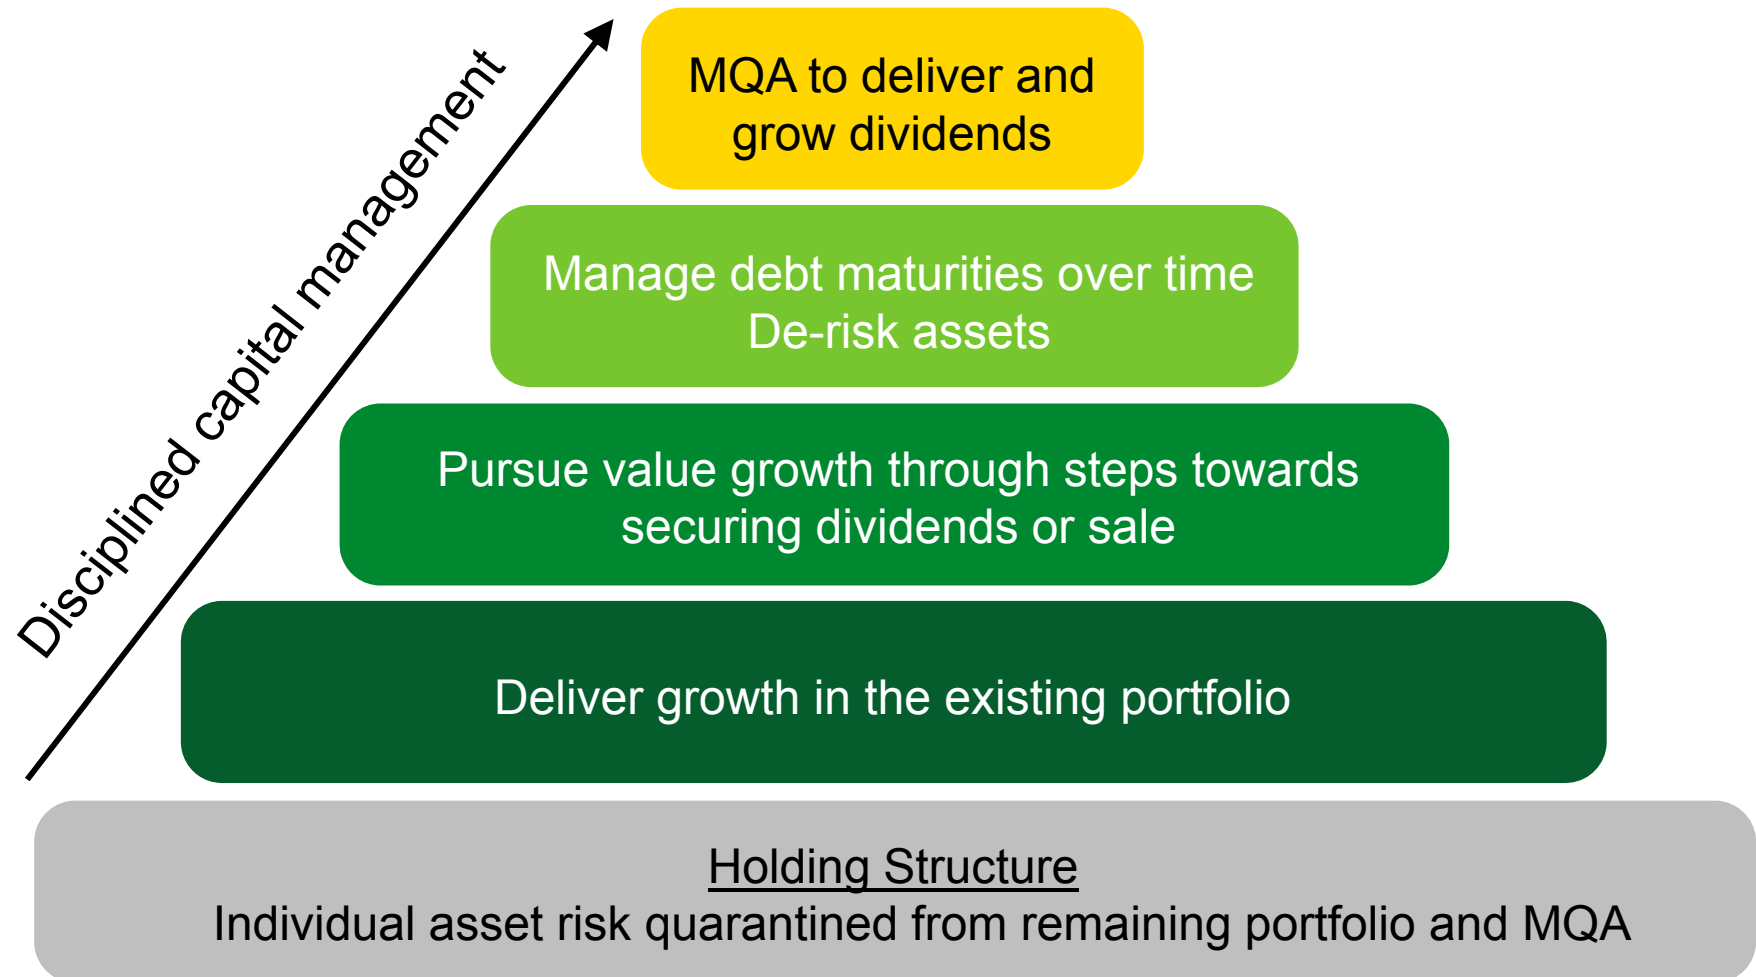 Disciplined capital management
MQA to deliver and
grow dividends
Manage debt maturities over time
De-risk assets
Pursue value growth through steps towards
securing dividends or sale
Deliver growth in the existing portfolio
Holding Structure
Individual asset risk quarantined from remaining portfolio and MQA